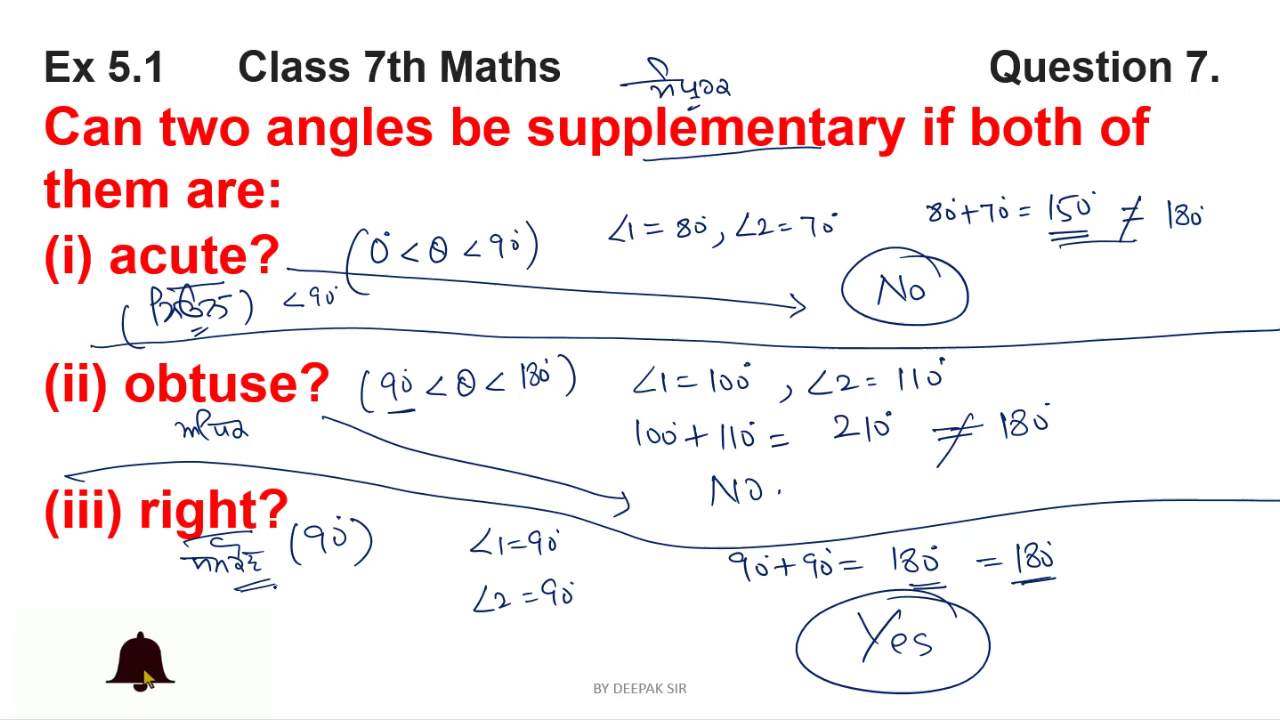 Ex 5.1 Class 7th Maths Question 7.
Can two angles be supplementary if both of
them are:
(i) acute? (0° < θ < 90°) ∠1 = 80°, ∠2 = 70° 80° + 70° = 150° ≠ 180°
< 90° No
(ii) obtuse? (90° < θ < 180°) ∠1 = 100°, ∠2 = 110°
100° + 110° = 210° ≠ 180°
No.
(iii) right? (90°) ∠1 = 90° 90° + 90° = 180° = 180°
∠2 = 90°
Yes
BY DEEPAK SIR